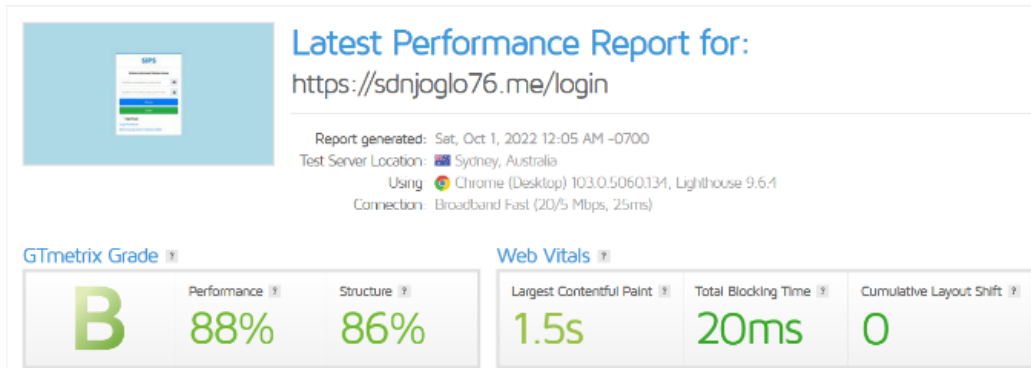 SIPS
Latest Performance Report for:
https://sdnjoglo76.me/login
Report generated: Sat, Oct 1, 2022 12:05 AM -0700
Test Server Location: Sydney, Australia
Using: Chrome (Desktop) 103.0.5060.134, Lighthouse 9.6.4
Connection: Broadband Fast (20/5 Mbps, 25ms)
GTmetrix Grade ?
Web Vitals ?
B
Performance ?
88%
Structure ?
86%
Largest Contentful Paint ?
1.5s
Total Blocking Time ?
20ms
Cumulative Layout Shift ?
0